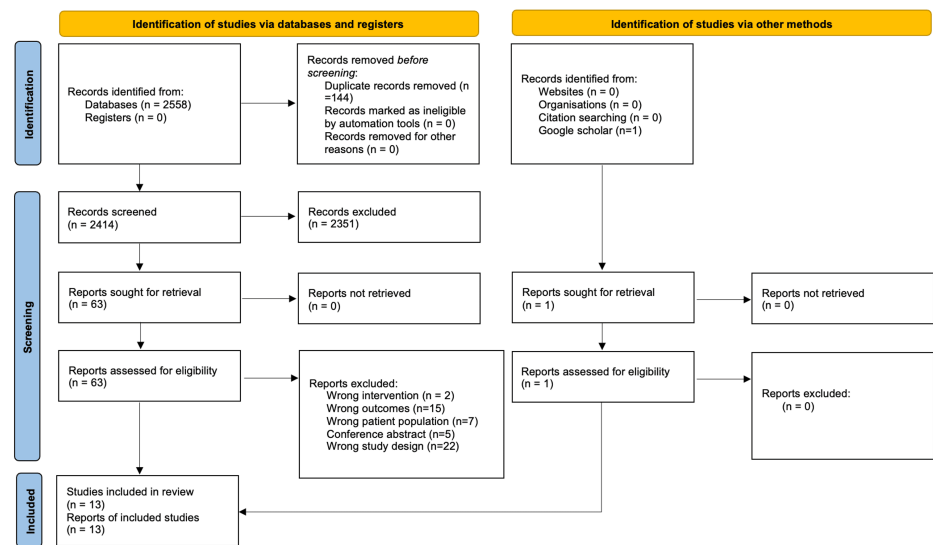 Identification of studies via databases and registers
Identification of studies via other methods
Identification
Records identified from:
Databases (n = 2558)
Registers (n = 0)
Records removed before
screening:
Duplicate records removed (n
=144)
Records marked as ineligible
by automation tools (n = 0)
Records removed for other
reasons (n = 0)
Records identified from:
Websites (n = 0)
Organisations (n = 0)
Citation searching (n = 0)
Google scholar (n=1)
Screening
Records screened
(n = 2414)
Records excluded
(n = 2351)
Reports sought for retrieval
(n = 63)
Reports not retrieved
(n = 0)
Reports sought for retrieval
(n = 1)
Reports not retrieved
(n = 0)
Reports assessed for eligibility
(n = 63)
Reports excluded:
Wrong intervention (n = 2)
Wrong outcomes (n=15)
Wrong patient population (n=7)
Conference abstract (n=5)
Wrong study design (n=22)
Reports assessed for eligibility
(n = 1)
Reports excluded:
(n = 0)
Included
Studies included in review
(n = 13)
Reports of included studies
(n = 13)